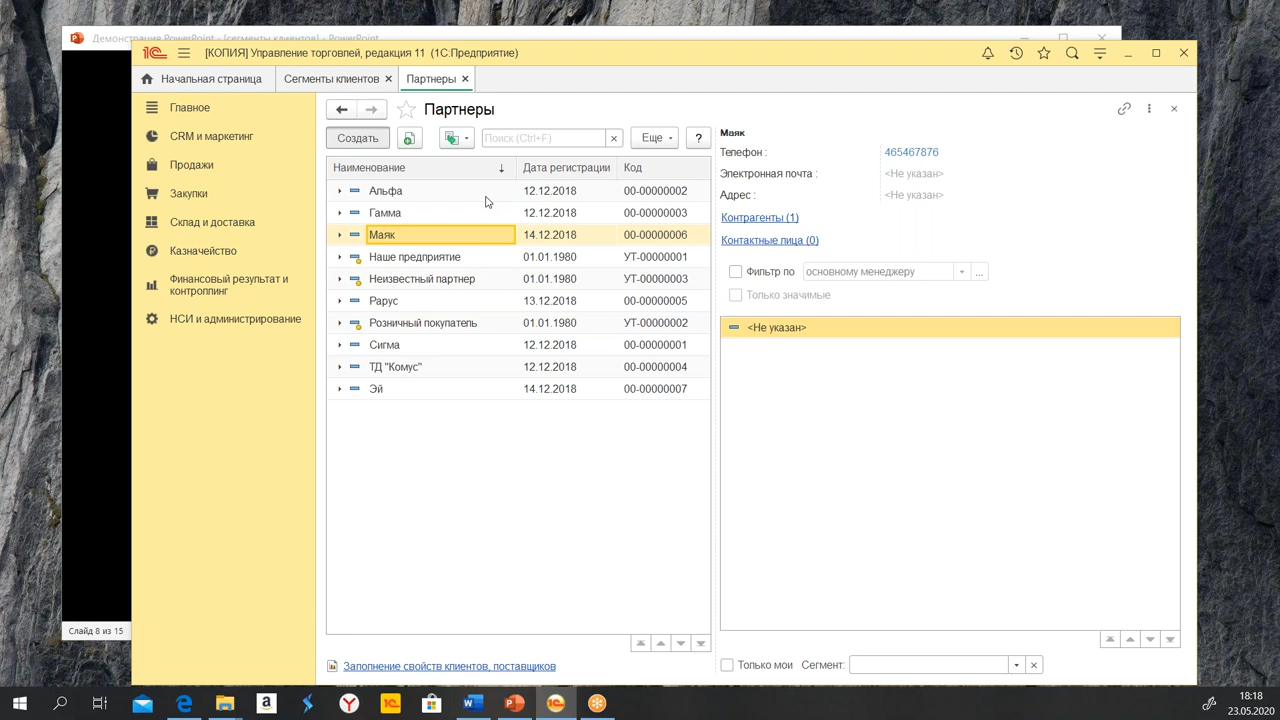 Демонстрация PowerPoint - [сегменты клиентов] - PowerPoint
[КОПИЯ] Управление торговлей, редакция 11 (1С:Предприятие)
Начальная страница
Сегменты клиентов ×
Партнеры ×
Главное
CRM и маркетинг
Продажи
Закупки
Склад и доставка
Казначейство
Финансовый результат и
контроллинг
НСИ и администрирование
Партнеры
Создать
Поиск (Ctrl+F)
×
Еще
?
Наименование ↓ Дата регистрации Код
Альфа 12.12.2018 00-00000002
Гамма 12.12.2018 00-00000003
Маяк 14.12.2018 00-00000006
Наше предприятие 01.01.1980 УТ-00000001
Неизвестный партнер 01.01.1980 УТ-00000003
Рарус 13.12.2018 00-00000005
Розничный покупатель 01.01.1980 УТ-00000002
Сигма 12.12.2018 00-00000001
ТД "Комус" 12.12.2018 00-00000004
Эй 14.12.2018 00-00000007
Заполнение свойств клиентов, поставщиков
Маяк
Телефон : 465467876
Электронная почта : <Не указан>
Адрес : <Не указан>
Контрагенты (1)
Контактные лица (0)
Фильтр по основному менеджеру ...
Только значимые
<Не указан>
Только мои Сегмент:
Слайд 8 из 15
18:18
23.05.2020